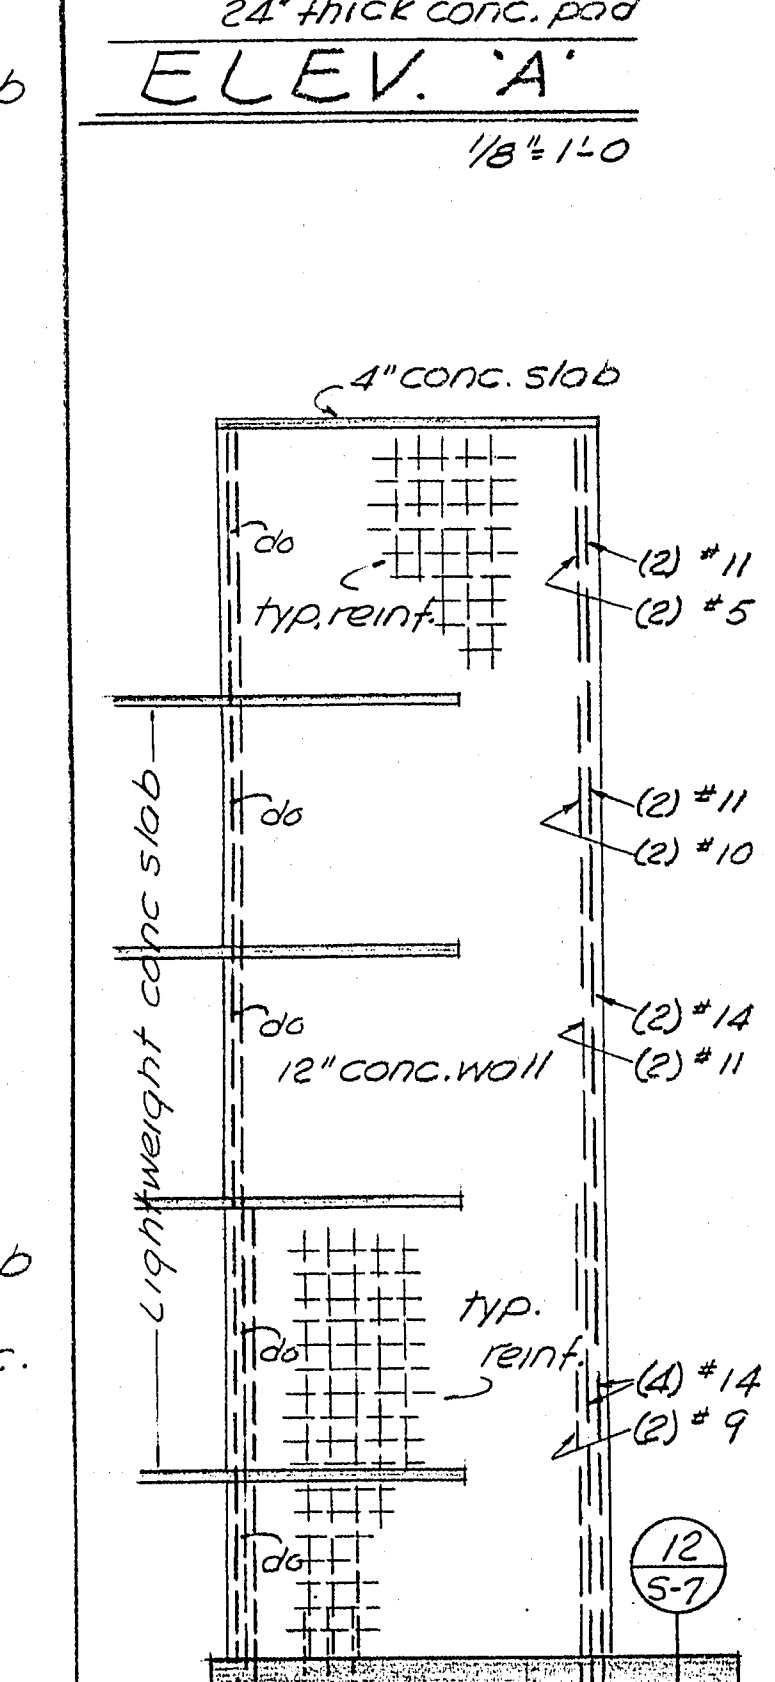 24" thick conc. pad
ELEV. 'A'
1/8"=1'-0
b
4" conc. slab
do
typ. reinf.
(2) #11
(2) #5
Lightweight conc slab
do
(2) #11
(2) #10
do
12" conc. wall
(2) #14
(2) #11
b
typ.
reinf.
c.
do
(4) #14
(2) #9
do
12
S-7